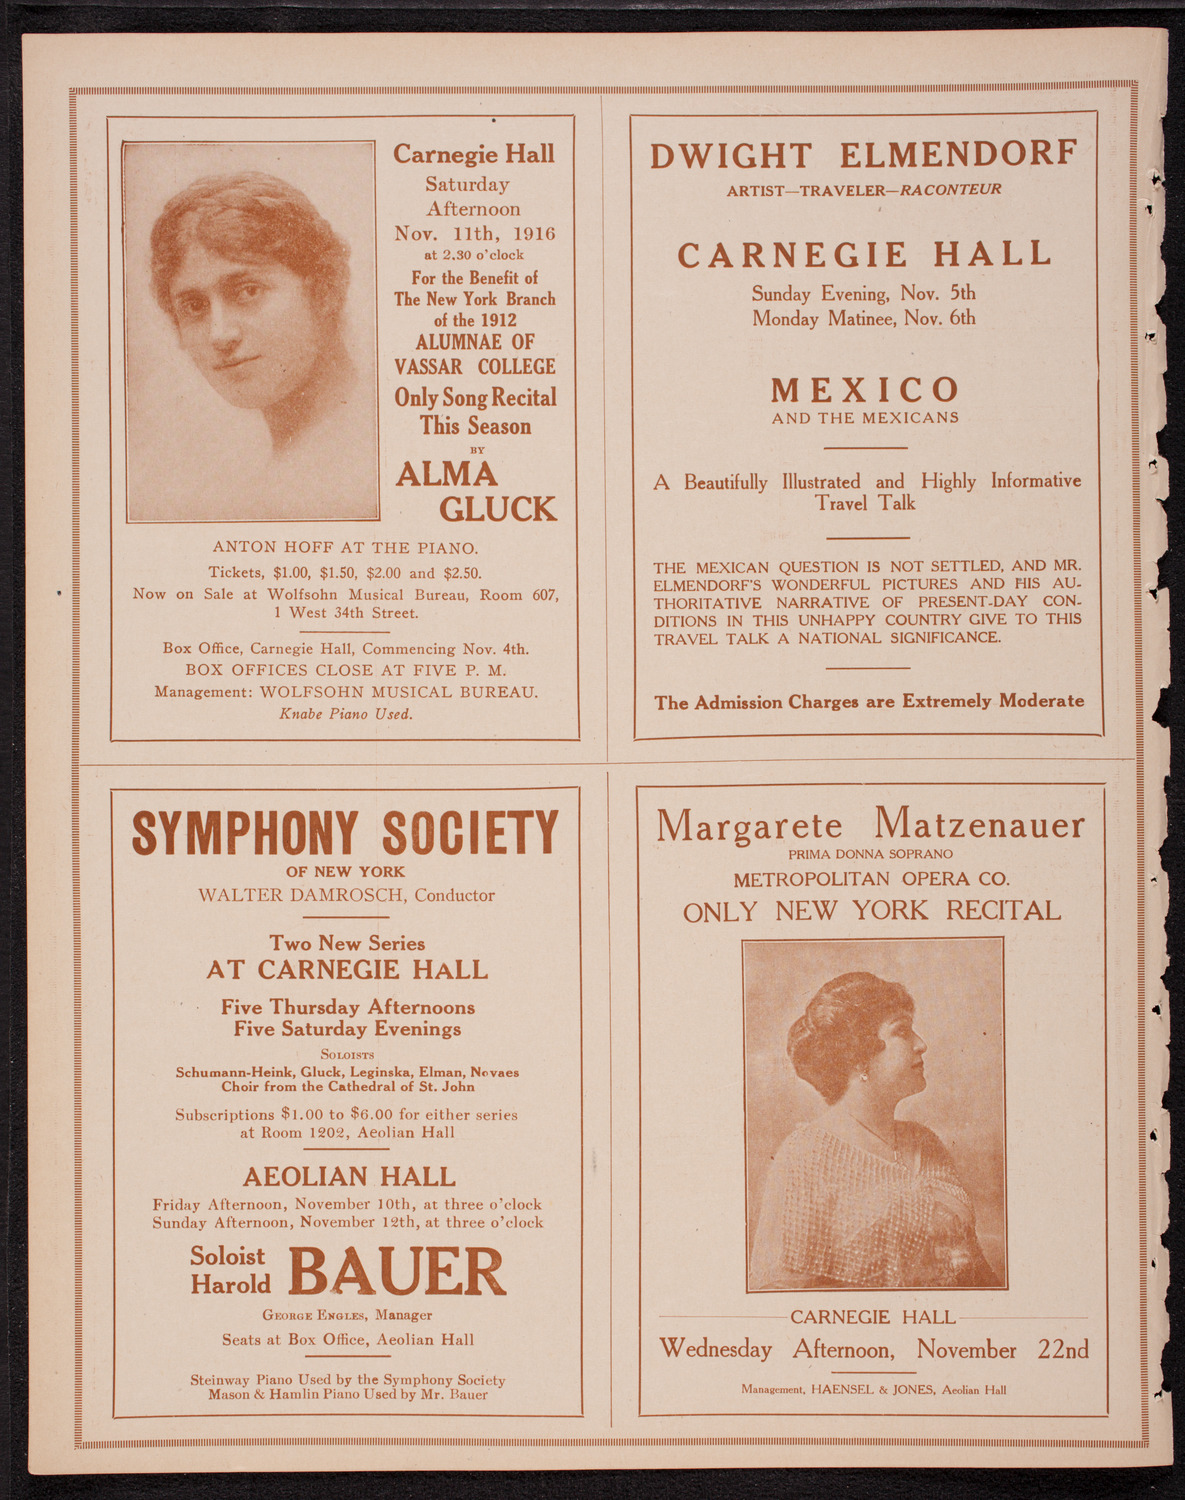 Carnegie Hall
Saturday
Afternoon
Nov. 11th, 1916
at 2.30 o'clock
For the Benefit of
The New York Branch
of the 1912
ALUMNAE OF
VASSAR COLLEGE
Only Song Recital
This Season
BY
ALMA
GLUCK
ANTON HOFF AT THE PIANO.
Tickets, $1.00, $1.50, $2.00 and $2.50.
Now on Sale at Wolfsohn Musical Bureau, Room 607,
1 West 34th Street.
Box Office, Carnegie Hall, Commencing Nov. 4th.
BOX OFFICES CLOSE AT FIVE P. M.
Management: WOLFSOHN MUSICAL BUREAU.
Knabe Piano Used.
DWIGHT ELMENDORF
ARTIST—TRAVELER—RACONTEUR
CARNEGIE HALL
Sunday Evening, Nov. 5th
Monday Matinee, Nov. 6th
MEXICO
AND THE MEXICANS
A Beautifully Illustrated and Highly Informative
Travel Talk
THE MEXICAN QUESTION IS NOT SETTLED, AND MR.
ELMENDORF'S WONDERFUL PICTURES AND HIS AU-
THORITATIVE NARRATIVE OF PRESENT-DAY CON-
DITIONS IN THIS UNHAPPY COUNTRY GIVE TO THIS
TRAVEL TALK A NATIONAL SIGNIFICANCE.
The Admission Charges are Extremely Moderate
SYMPHONY SOCIETY
OF NEW YORK
WALTER DAMROSCH, Conductor
Two New Series
AT CARNEGIE HALL
Five Thursday Afternoons
Five Saturday Evenings
SOLOISTS
Schumann-Heink, Gluck, Leginska, Elman, Novaes
Choir from the Cathedral of St. John
Subscriptions $1.00 to $6.00 for either series
at Room 1202, Aeolian Hall
AEOLIAN HALL
Friday Afternoon, November 10th, at three o'clock
Sunday Afternoon, November 12th, at three o'clock
Soloist
Harold BAUER
GEORGE ENGLES, Manager
Seats at Box Office, Aeolian Hall
Steinway Piano Used by the Symphony Society
Mason & Hamlin Piano Used by Mr. Bauer
Margarete Matzenauer
PRIMA DONNA SOPRANO
METROPOLITAN OPERA CO.
ONLY NEW YORK RECITAL
CARNEGIE HALL
Wednesday Afternoon, November 22nd
Management, HAENSEL & JONES, Aeolian Hall